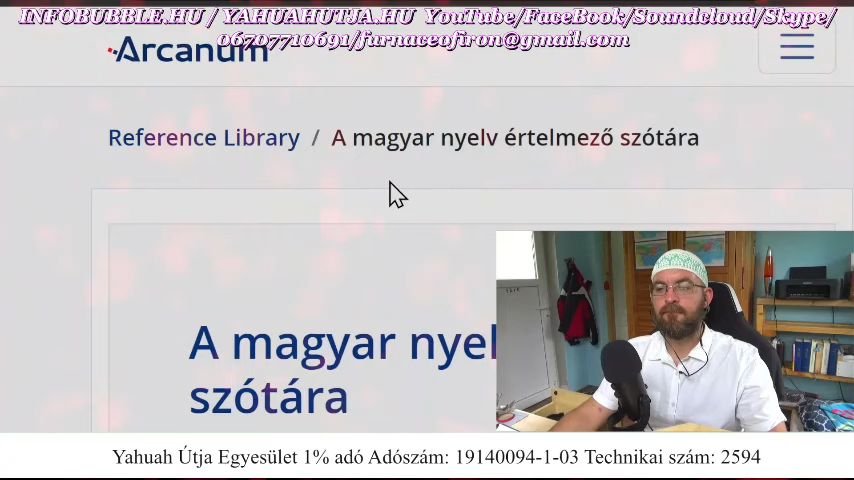 INFOBUBBLE.HU / YAHUAHUTJA.HU YouTube/FaceBook/Soundcloud/Skype/
06707710691/furnaceofiron@gmail.com
Arcanum
Reference Library / A magyar nyelv értelmező szótára
A magyar nyel
szótára
Yahuah Útja Egyesület 1% adó Adószám: 19140094-1-03 Technikai szám: 2594